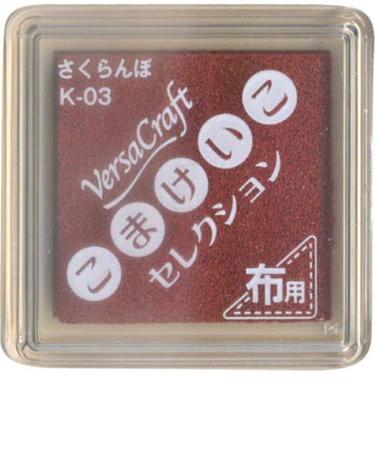 さくらんぼ
K-03
VersaCraft
こまけいこ
セレクション
布用